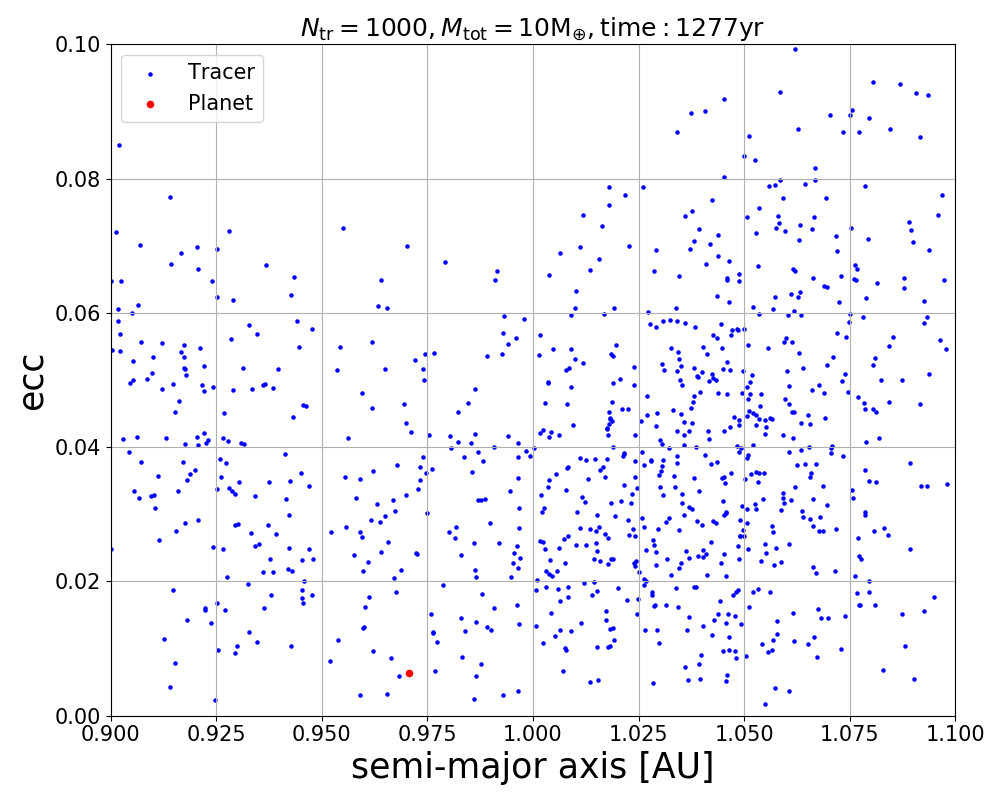 N_tr = 1000, M_tot = 10M_⊕, time : 1277yr
Tracer
Planet
ecc
0.10
0.08
0.06
0.04
0.02
0.00
0.900 0.925 0.950 0.975 1.000 1.025 1.050 1.075 1.100
semi-major axis [AU]